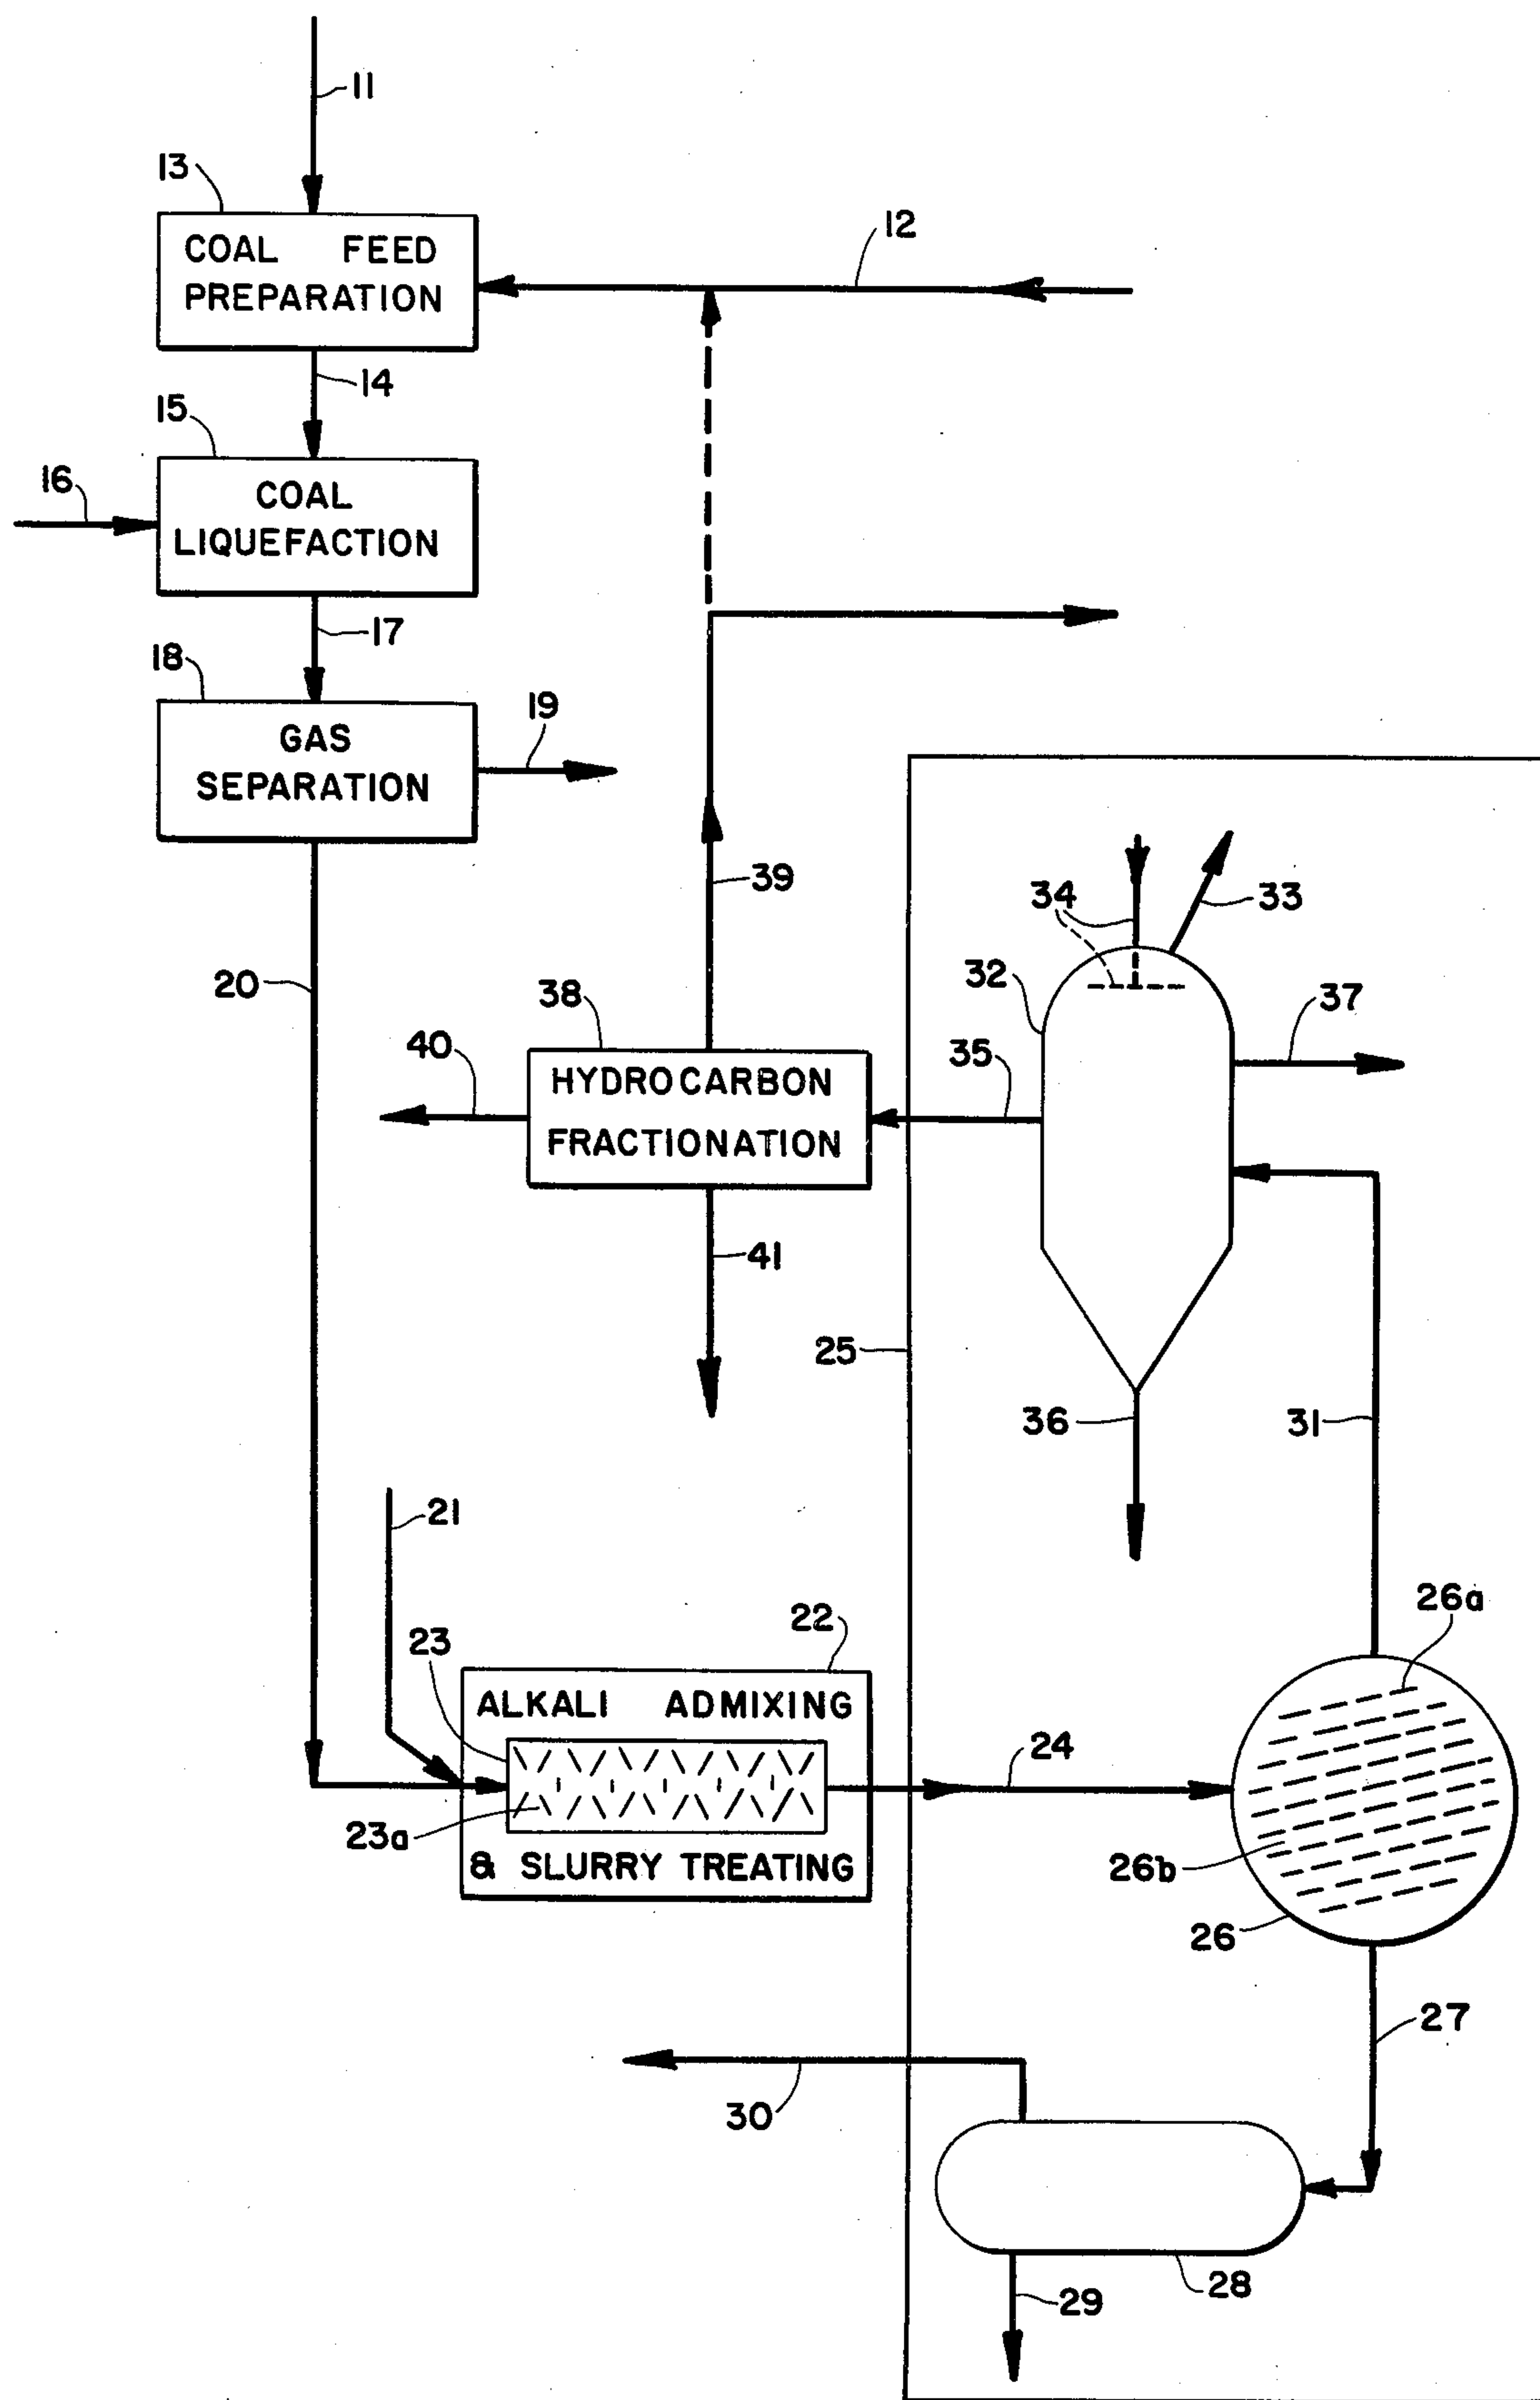 11
13
12
COAL FEED
PREPARATION
14
15
16
COAL
LIQUEFACTION
17
18
19
GAS
SEPARATION
39
34
33
20
38
32
37
40
35
HYDROCARBON
FRACTIONATION
41
25
36
31
21
26a
22
23
ALKALI ADMIXING
24
23a
& SLURRY TREATING
26b
26
27
30
28
29